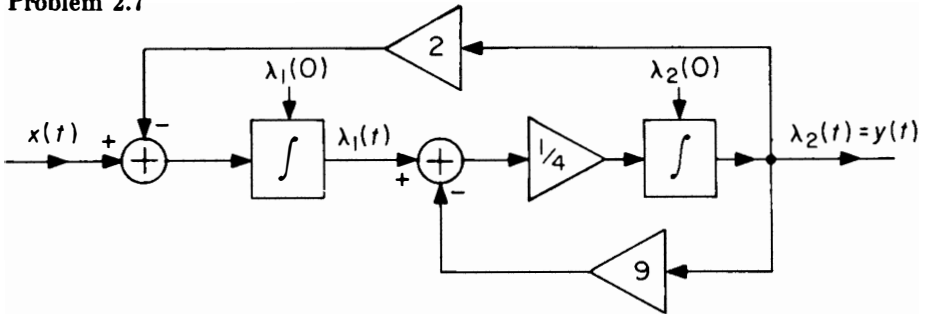 Problem 2.7
2
λ₁(0)
λ₂(0)
x(t)
+
−
+
∫
λ₁(t)
+
−
+
1/4
∫
λ₂(t) = y(t)
9